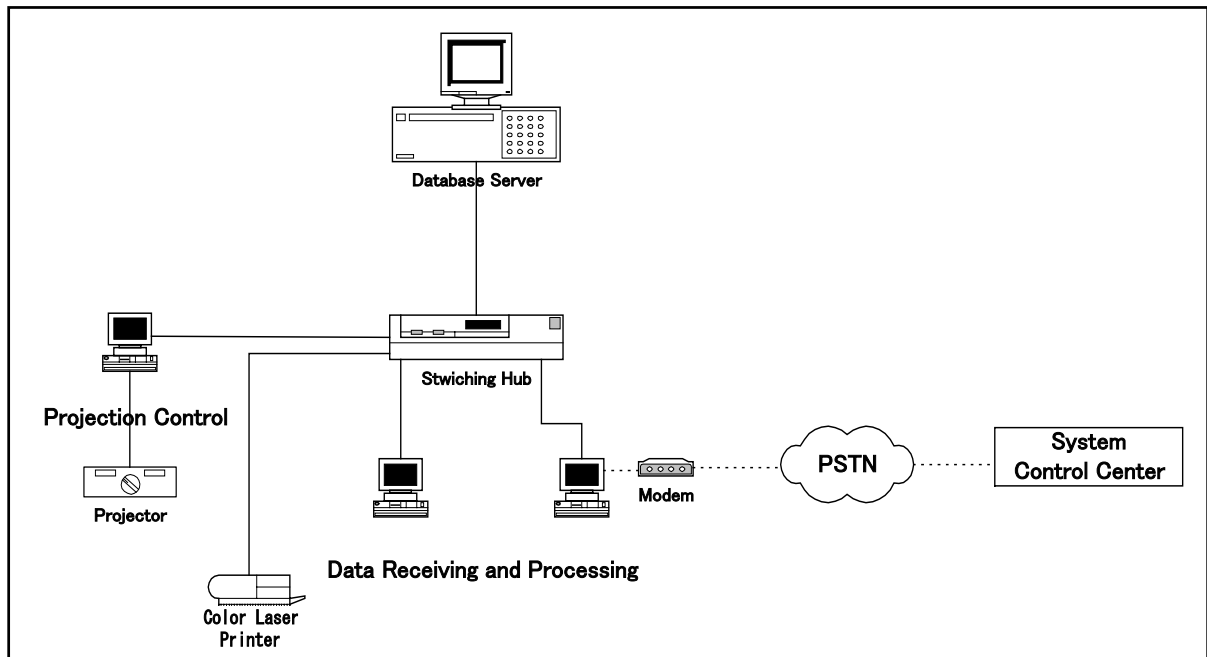 Database Server
Stwiching Hub
Projection Control
Projector
Modem
PSTN
System
Control Center
Data Receiving and Processing
Color Laser
Printer